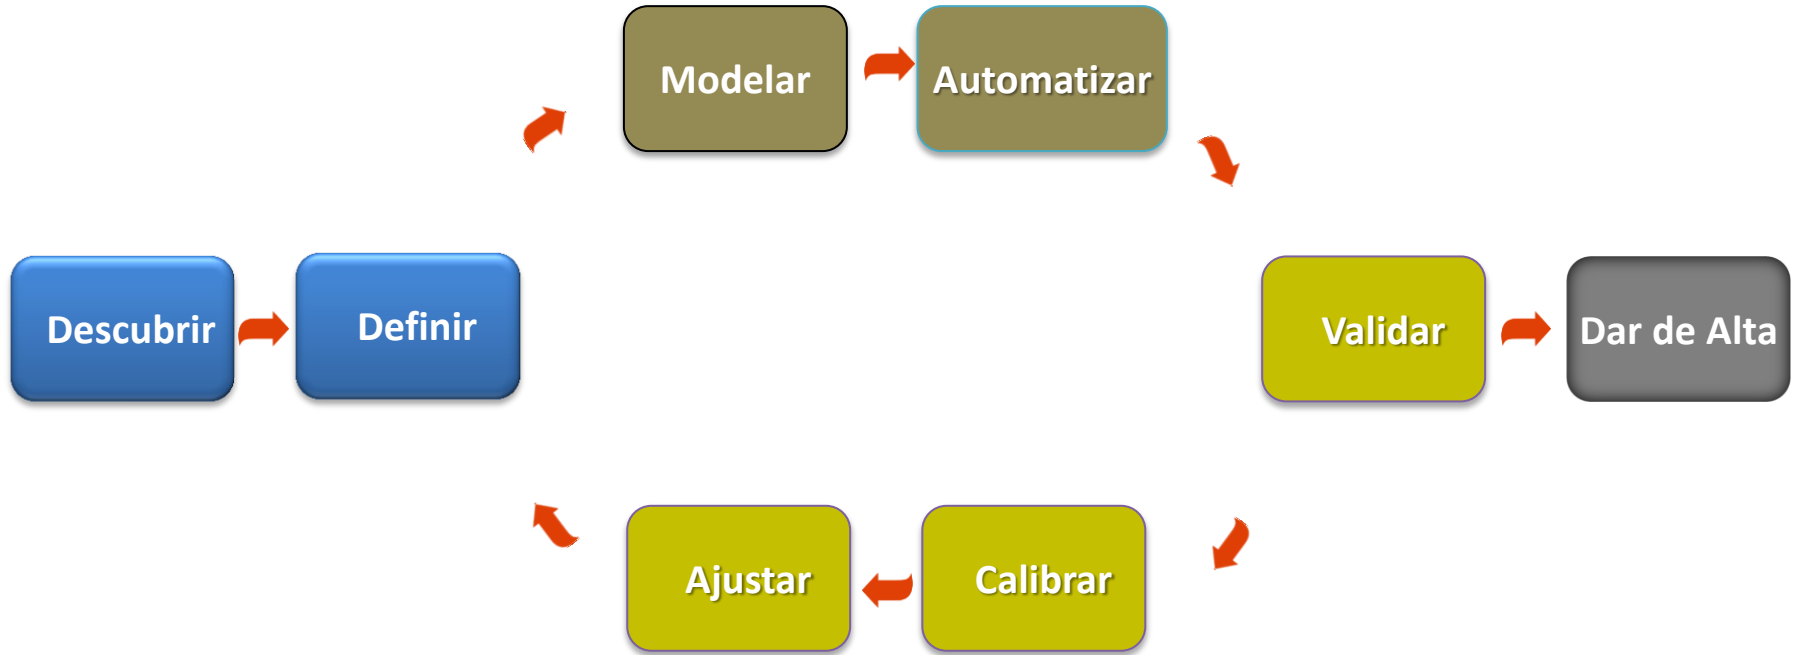 Modelar
Automatizar
Descubrir
Definir
Validar
Dar de Alta
Ajustar
Calibrar